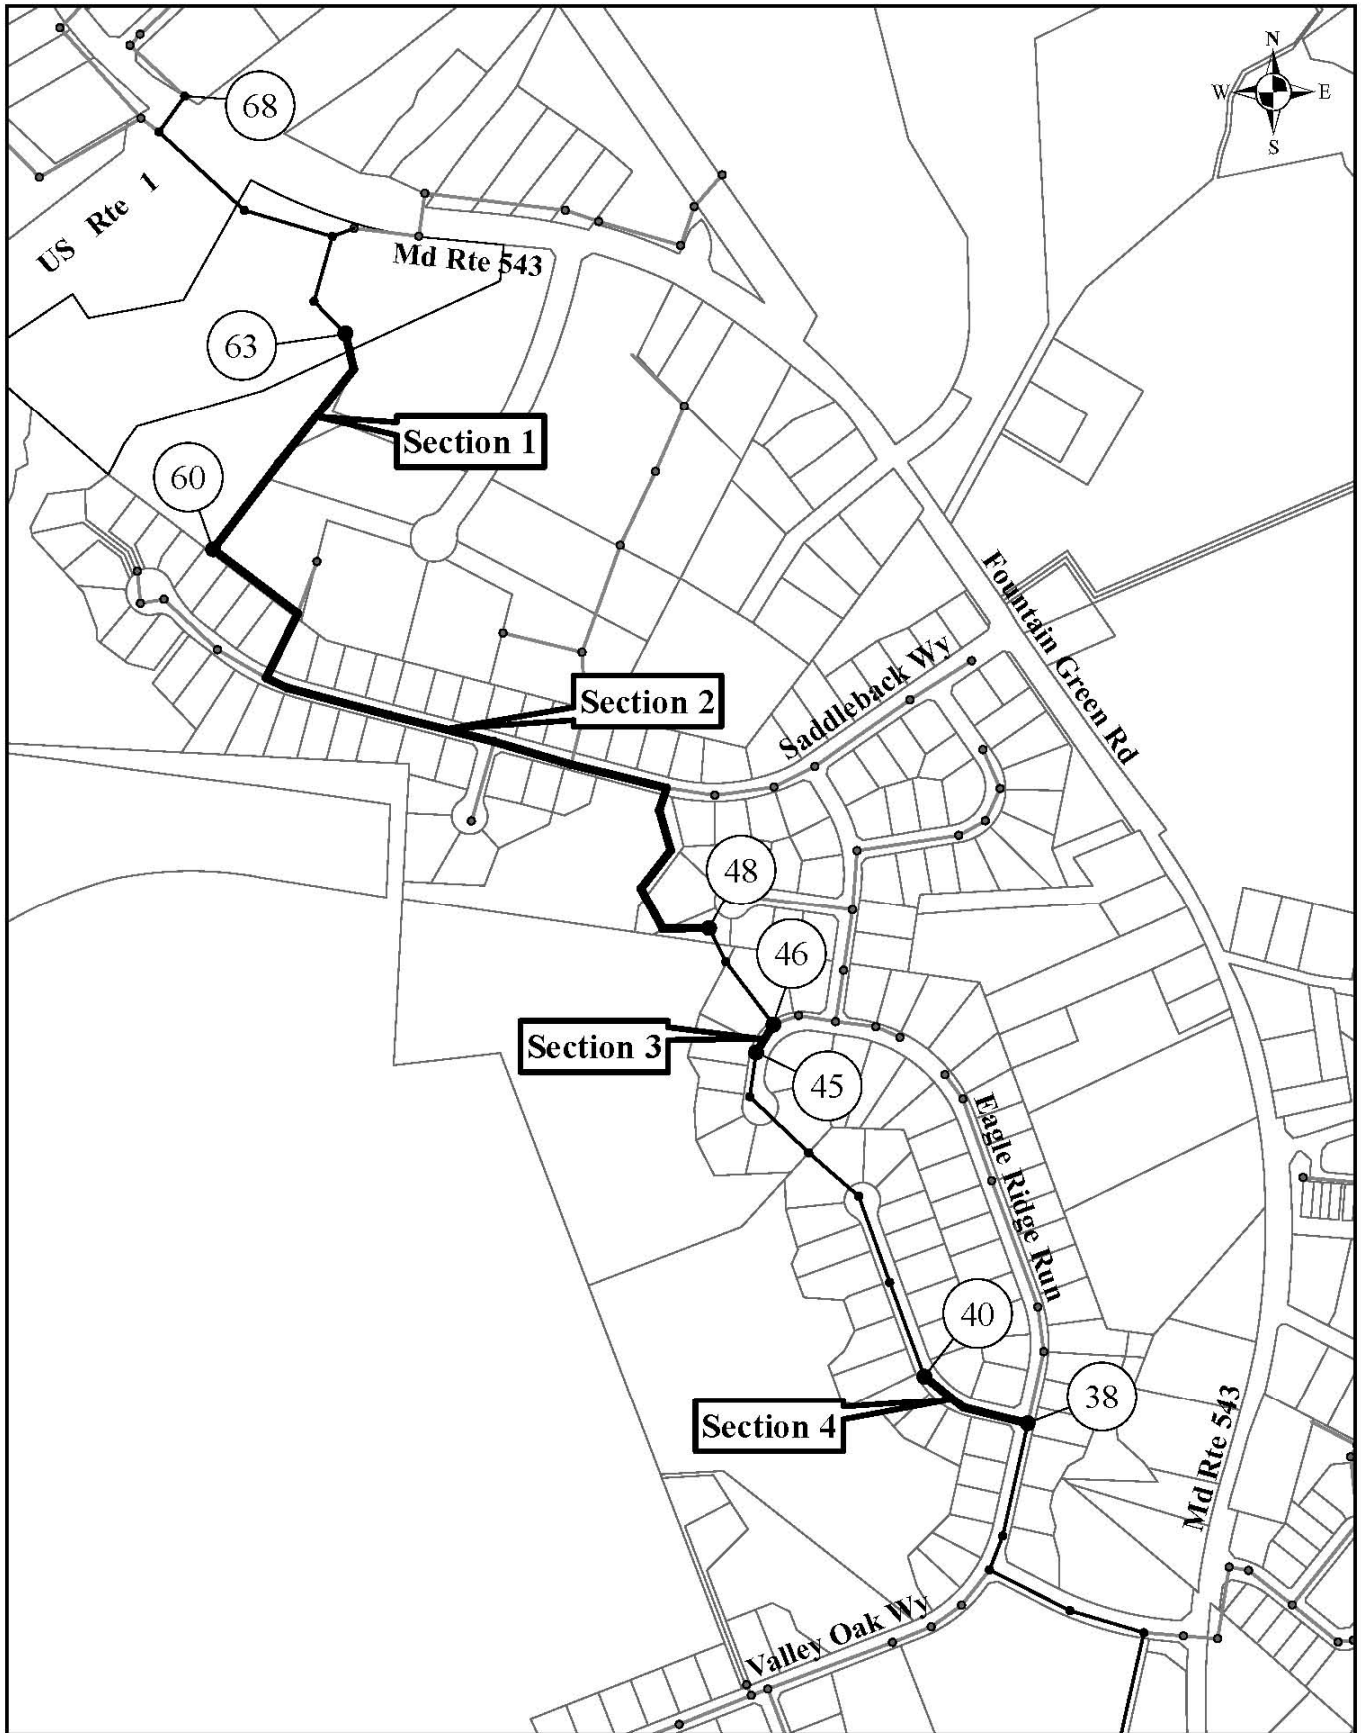 N
W E
S
68
US Rte 1
Md Rte 543
63
Section 1
60
Fountain Green Rd
Section 2
Saddleback Wy
48
46
Section 3
45
Eagle Ridge Run
40
38
Section 4
Md Rte 543
Valley Oak Wy